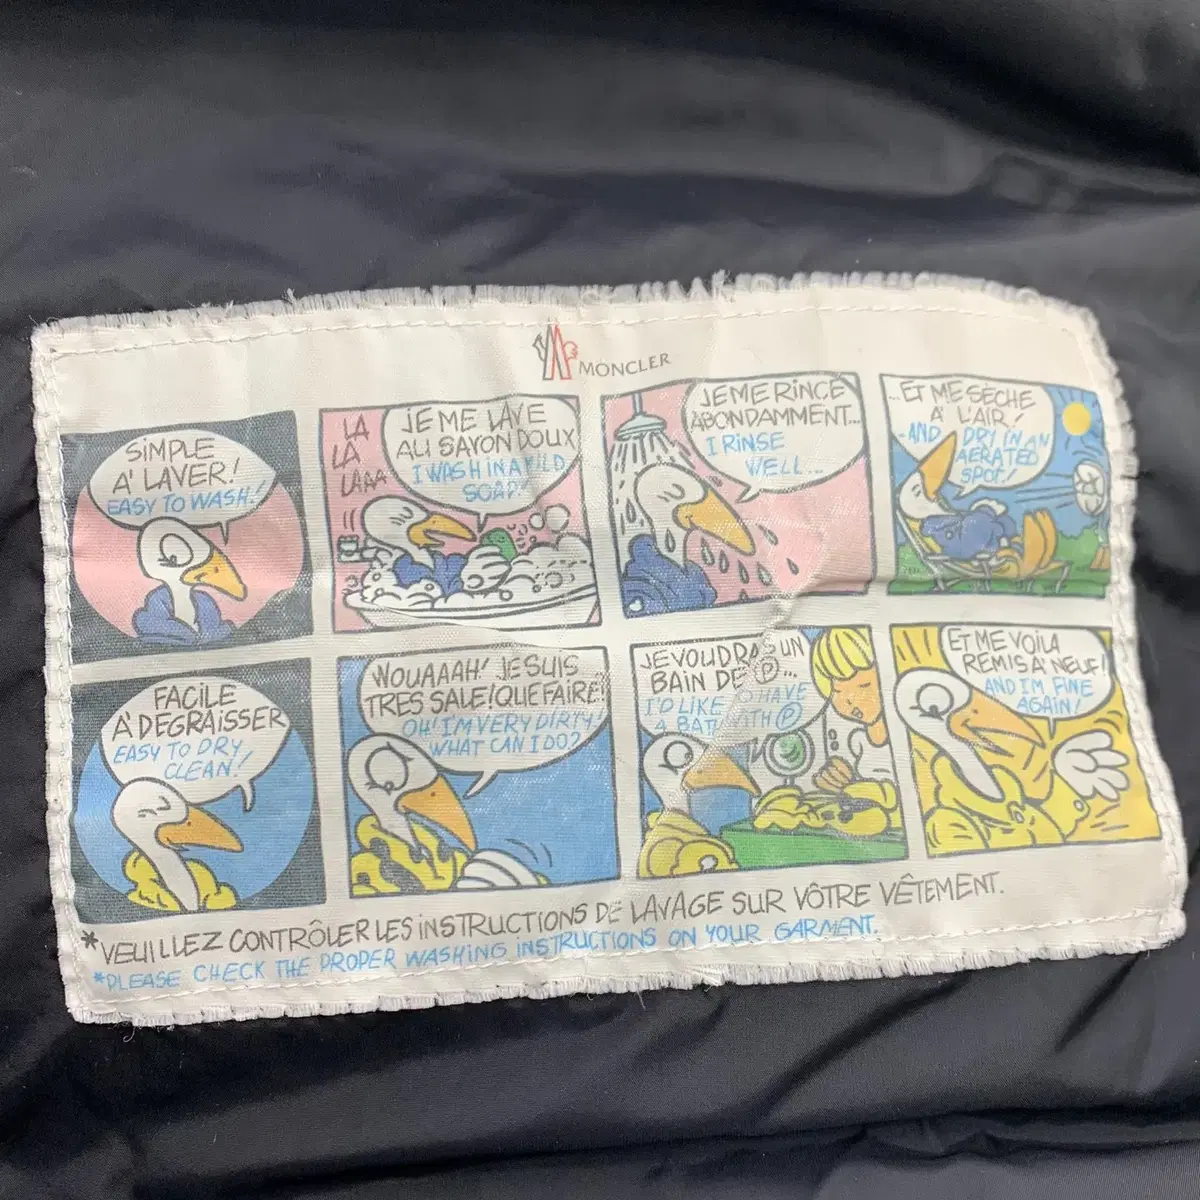 MONCLER
SIMPLE
A' LAVER!
EASY TO WASH!
LA
LA
LAAA
JE ME LAVE
AU SAVON DOUX
I WASH IN A MILD
SOAP!
JE ME RINCE
ABONDAMMENT...
I RINSE
WELL...
...ET ME SÈCHE
A' L'AIR!
AND I DRY IN AN
AERATED
SPOT!
FACILE
A' DEGRAISSER
EASY TO DRY
CLEAN!
WOUAAAH! JE SUIS
TRES SALE! QUE FAIRE!
OH! I'M VERY DIRTY!
WHAT CAN I DO?
JE VOUDRAIS UN
BAIN DE Ⓟ...
I'D LIKE TO HAVE
A BATH WITH Ⓟ
ET ME VOILA
REMIS A' NEUF!
AND I'M FINE
AGAIN!
*VEUILLEZ CONTRÔLER LES INSTRUCTIONS DE LAVAGE SUR VÔTRE VÊTEMENT.
*PLEASE CHECK THE PROPER WASHING INSTRUCTIONS ON YOUR GARMENT.